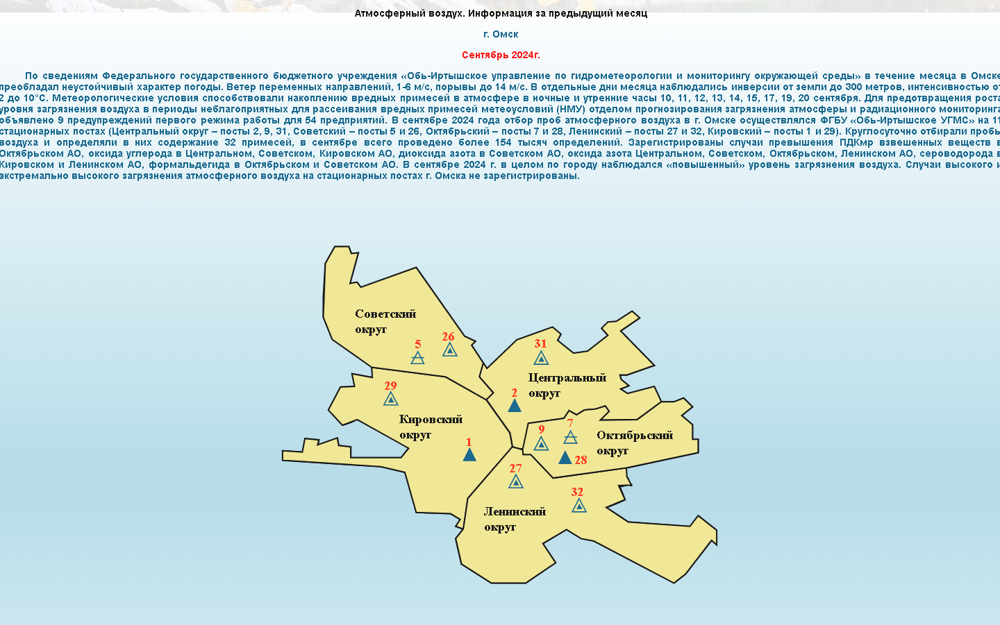 Атмосферный воздух. Информация за предыдущий месяц
г. Омск
Сентябрь 2024г.
По сведениям Федерального государственного бюджетного учреждения «Обь-Иртышское управление по гидрометеорологии и мониторингу окружающей среды» в течение месяца в Омске
преобладал неустойчивый характер погоды. Ветер переменных направлений, 1-6 м/с, порывы до 14 м/с. В отдельные дни месяца наблюдались инверсии от земли до 300 метров, интенсивностью от
2 до 10°С. Метеорологические условия способствовали накоплению вредных примесей в атмосфере в ночные и утренние часы 10, 11, 12, 13, 14, 15, 17, 19, 20 сентября. Для предотвращения роста
уровня загрязнения воздуха в периоды неблагоприятных для рассеивания вредных примесей метеоусловий (НМУ) отделом прогнозирования загрязнения атмосферы и радиационного мониторинга
объявлено 9 предупреждений первого режима работы для 54 предприятий. В сентябре 2024 года отбор проб атмосферного воздуха в г. Омске осуществлялся ФГБУ «Обь-Иртышское УГМС» на 11
стационарных постах (Центральный округ – посты 2, 9, 31, Советский – посты 5 и 26, Октябрьский – посты 7 и 28, Ленинский – посты 27 и 32, Кировский – посты 1 и 29). Круглосуточно отбирали пробы
воздуха и определяли в них содержание 32 примесей, в сентябре всего проведено более 154 тысяч определений. Зарегистрированы случаи превышения ПДКмр взвешенных веществ в
Октябрьском АО, оксида углерода в Центральном, Советском, Кировском АО, диоксида азота в Советском АО, оксида азота Центральном, Советском, Октябрьском, Ленинском АО, сероводорода в
Кировском и Ленинском АО, формальдегида в Октябрьском и Советском АО. В сентябре 2024 г. в целом по городу наблюдался «повышенный» уровень загрязнения воздуха. Случаи высокого и
экстремально высокого загрязнения атмосферного воздуха на стационарных постах г. Омска не зарегистрированы.
Советский
округ
5
26
31
Центральный
округ
2
29
Кировский
округ
1
9
7
Октябрьский
округ
28
27
32
Ленинский
округ